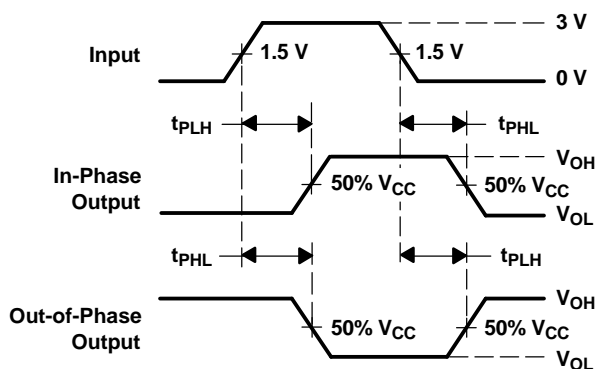 3 V
Input 1.5 V 1.5 V
0 V
tPLH tPHL
VOH
In-Phase Output 50% VCC 50% VCC
VOL
tPHL tPLH
VOH
Out-of-Phase Output 50% VCC 50% VCC
VOL